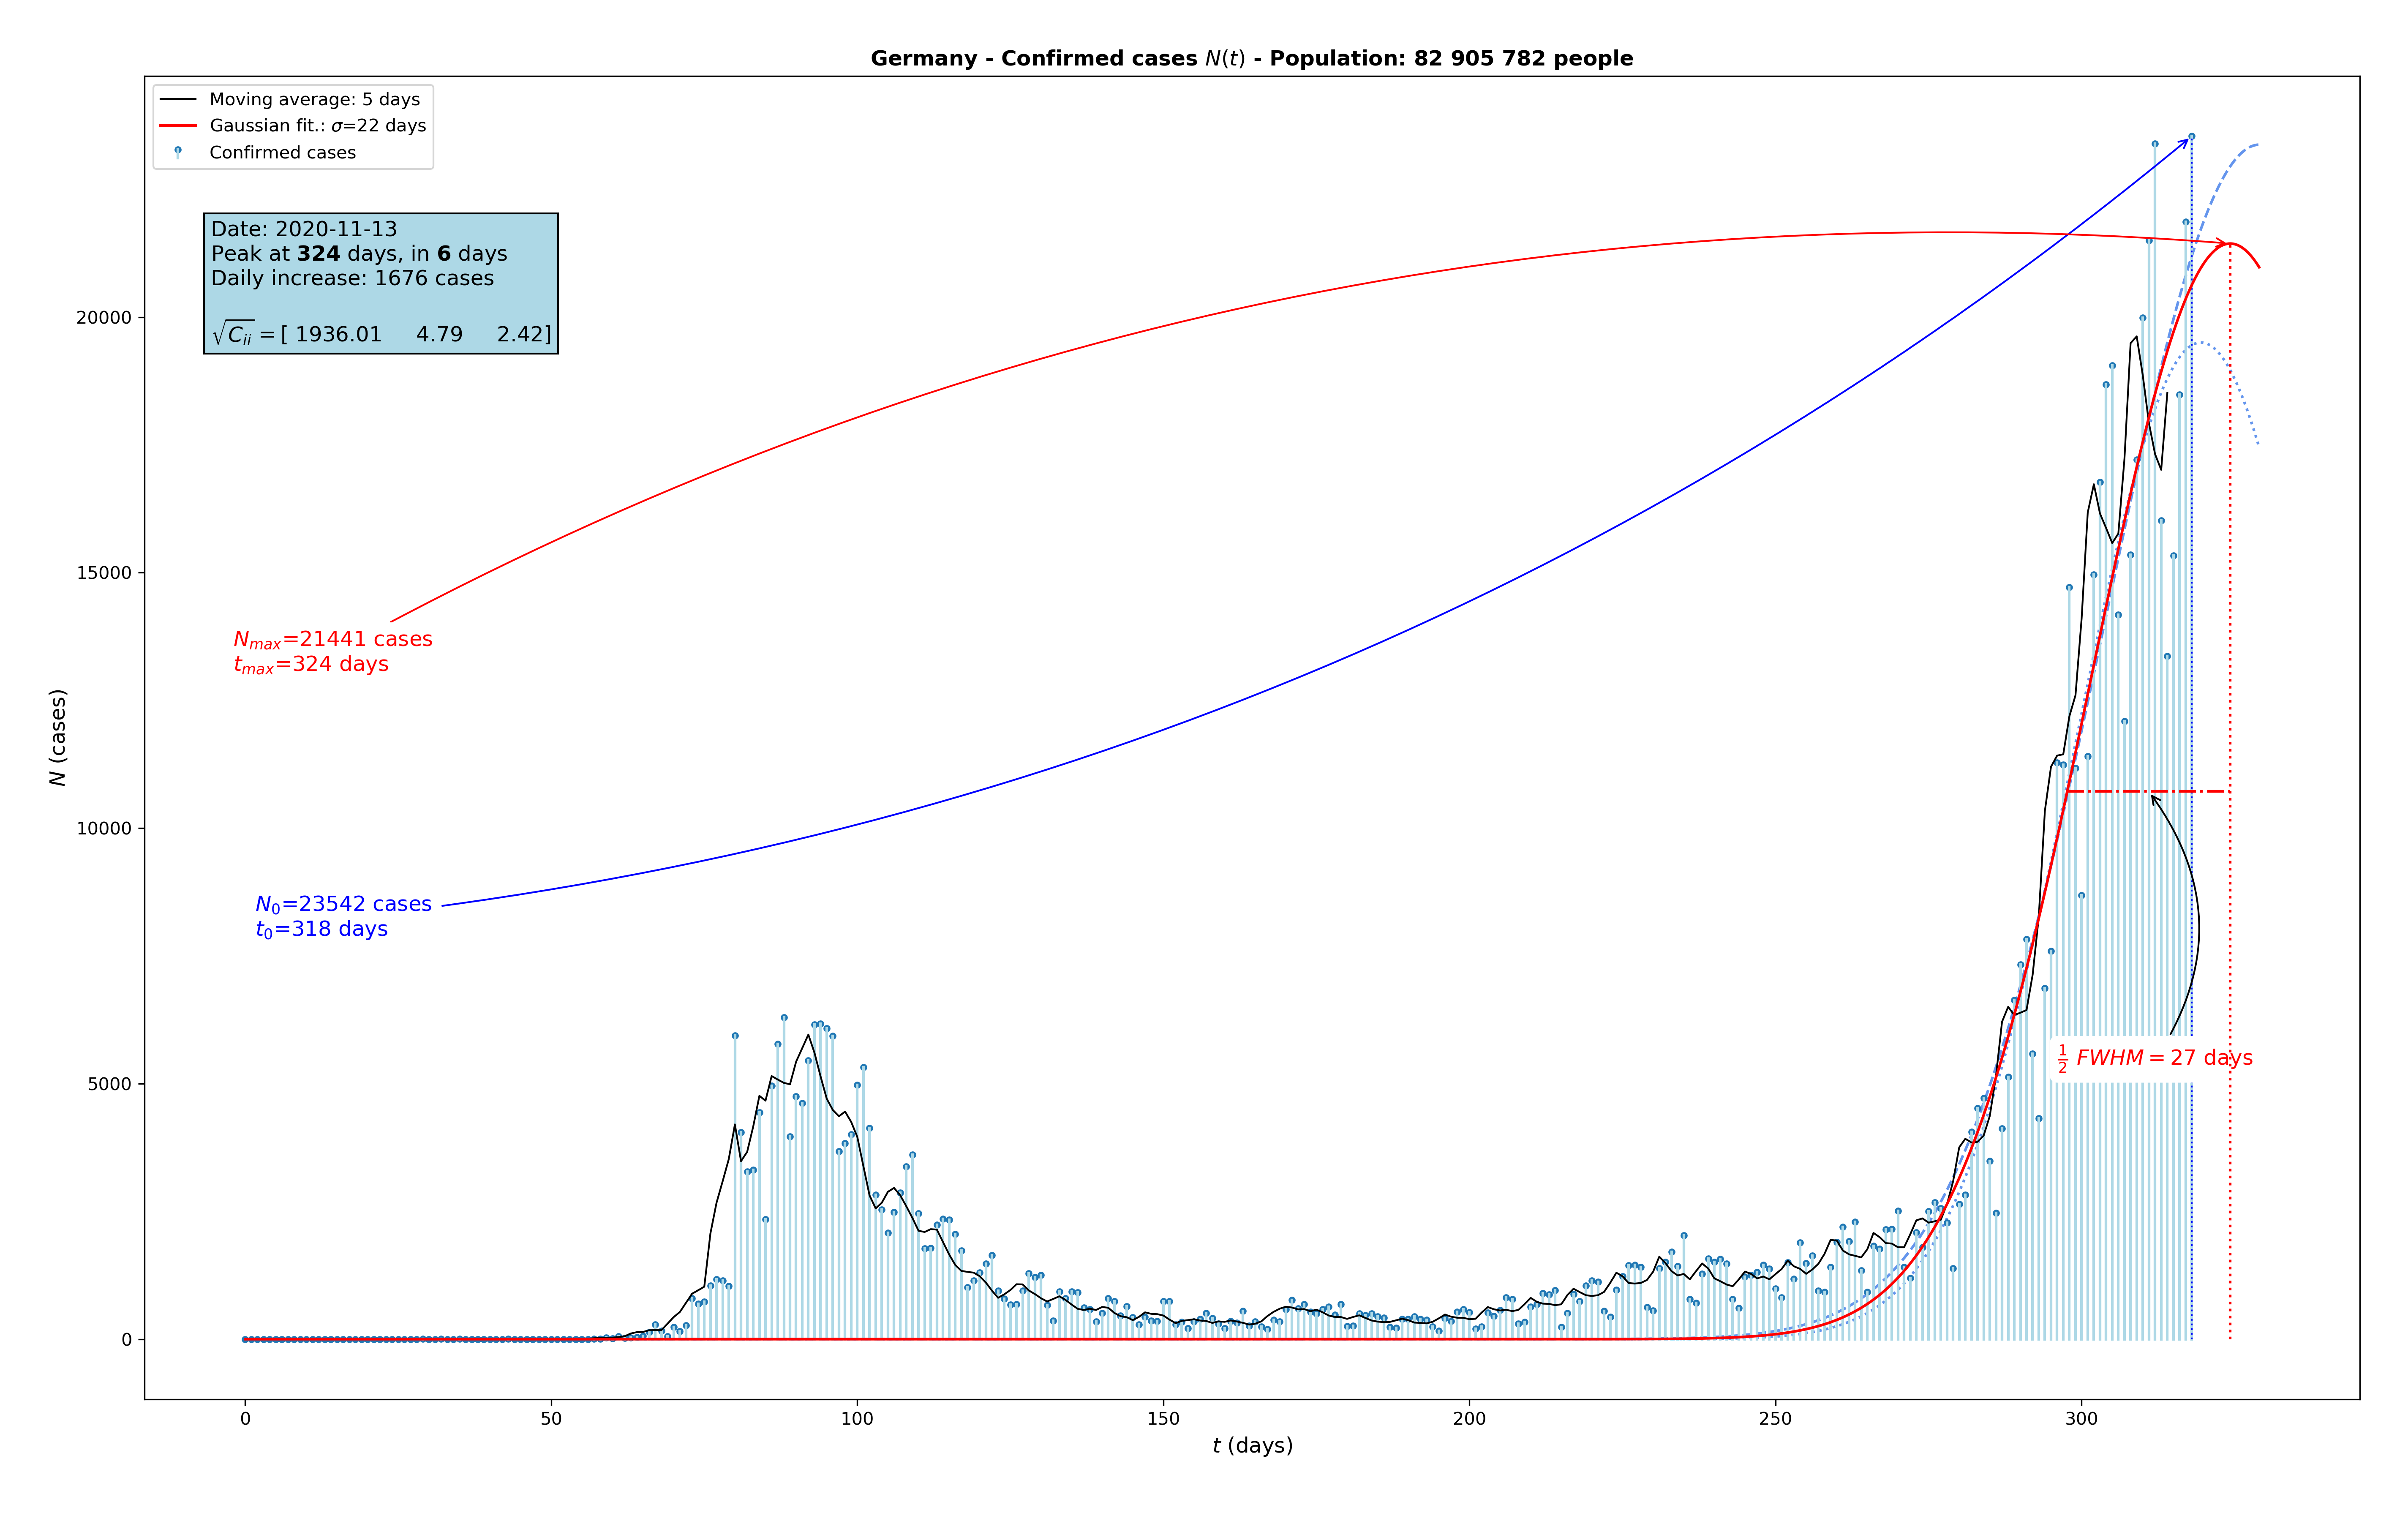 Germany - Confirmed cases N(t) - Population: 82 905 782 people
Moving average: 5 days
Gaussian fit.: σ=22 days
Confirmed cases
Date: 2020-11-13
Peak at 324 days, in 6 days
Daily increase: 1676 cases
√C_ii = [ 1936.01 4.79 2.42]
N_max=21441 cases
t_max=324 days
N_0=23542 cases
t_0=318 days
1/2 FWHM = 27 days
N (cases)
20000
15000
10000
5000
0
0 50 100 150 200 250 300
t (days)